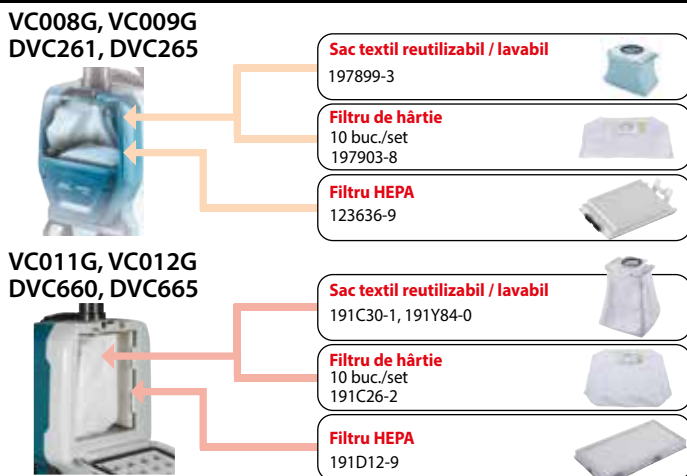 VC008G, VC009G
DVC261, DVC265
Sac textil reutilizabil / lavabil
197899-3
Filtru de hârtie
10 buc./set
197903-8
Filtru HEPA
123636-9
VC011G, VC012G
DVC660, DVC665
Sac textil reutilizabil / lavabil
191C30-1, 191Y84-0
Filtru de hârtie
10 buc./set
191C26-2
Filtru HEPA
191D12-9